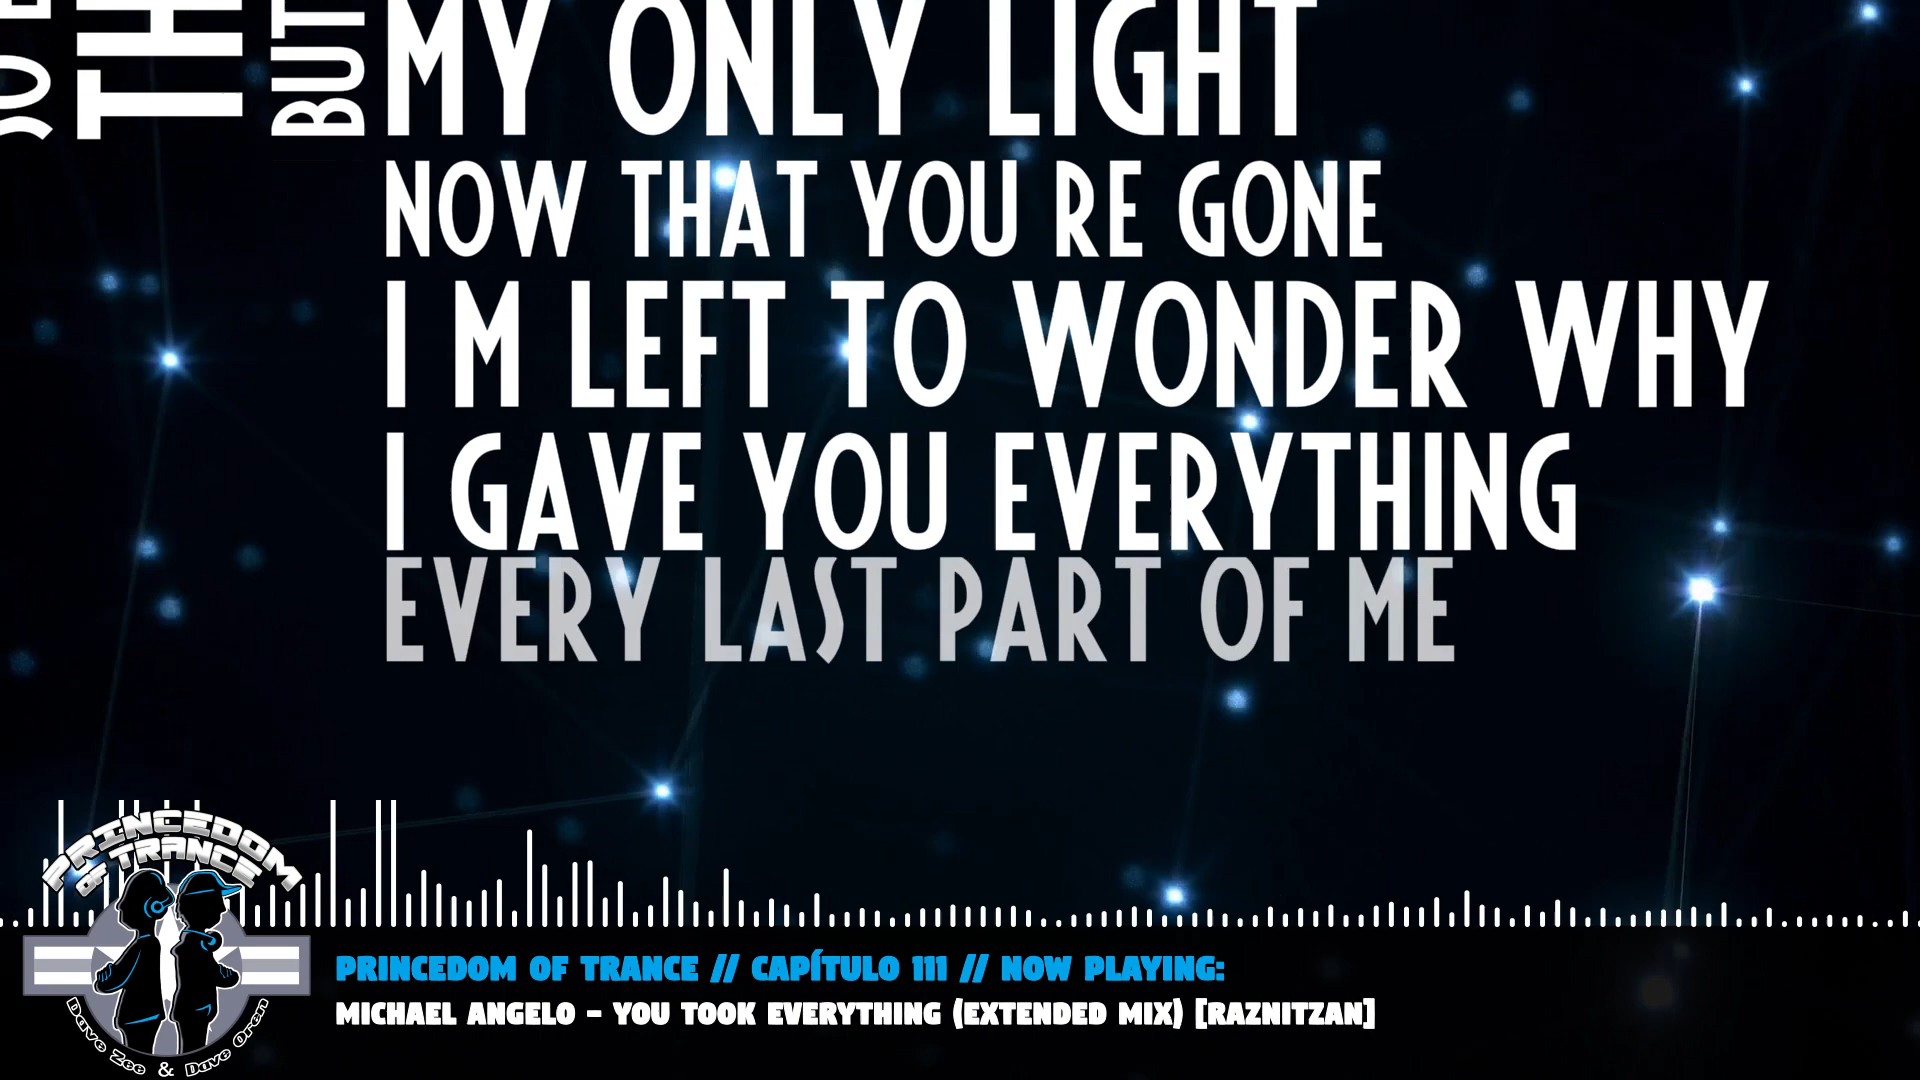 TH
BUT
MY ONLY LIGHT
NOW THAT YOU RE GONE
I M LEFT TO WONDER WHY
I GAVE YOU EVERYTHING
EVERY LAST PART OF ME
PRINCEDOM
OF TRANCE
Dave Zee & Dave Oren
PRINCEDOM OF TRANCE // CAPÍTULO 111 // NOW PLAYING:
MICHAEL ANGELO - YOU TOOK EVERYTHING (EXTENDED MIX) [RAZNITZAN]